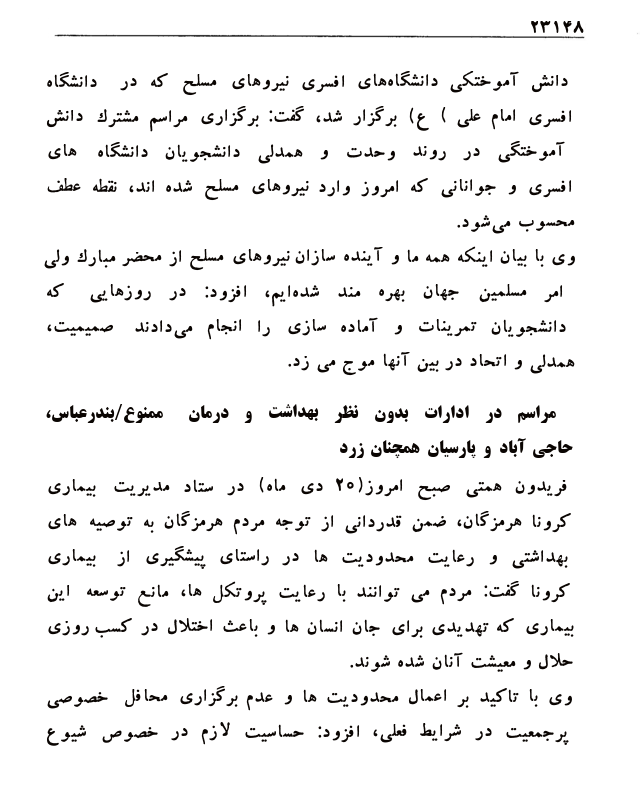 ۲۳۱۴۸
دانش آموختگی دانشگاه‌های افسری نیروهای مسلح که در دانشگاه
افسری امام علی ) ع) برگزار شد، گفت: برگزاری مراسم مشترك دانش
آموختگی در روند وحدت و همدلی دانشجویان دانشگاه های
افسری و جوانانی که امروز وارد نیروهای مسلح شده اند، نقطه عطف
محسوب می‌شود.
وی با بیان اینکه همه ما و آینده سازان نیروهای مسلح از محضر مبارك ولی
امر مسلمین جهان بهره مند شده‌ایم، افزود: در روزهایی که
دانشجویان تمرینات و آماده سازی را انجام می‌دادند صمیمیت،
همدلی و اتحاد در بین آنها موج می زد.
مراسم در ادارات بدون نظر بهداشت و درمان ممنوع/بندرعباس،
حاجی آباد و پارسیان همچنان زرد
فریدون همتی صبح امروز(۲۰ دی ماه) در ستاد مدیریت بیماری
کرونا هرمزگان، ضمن قدردانی از توجه مردم هرمزگان به توصیه های
بهداشتی و رعایت محدودیت ها در راستای پیشگیری از بیماری
کرونا گفت: مردم می توانند با رعایت پروتکل ها، مانع توسعه این
بیماری که تهدیدی برای جان انسان ها و باعث اختلال در کسب روزی
حلال و معیشت آنان شده شوند.
وی با تاکید بر اعمال محدودیت ها و عدم برگزاری محافل خصوصی
پرجمعیت در شرایط فعلی، افزود: حساسیت لازم در خصوص شیوع